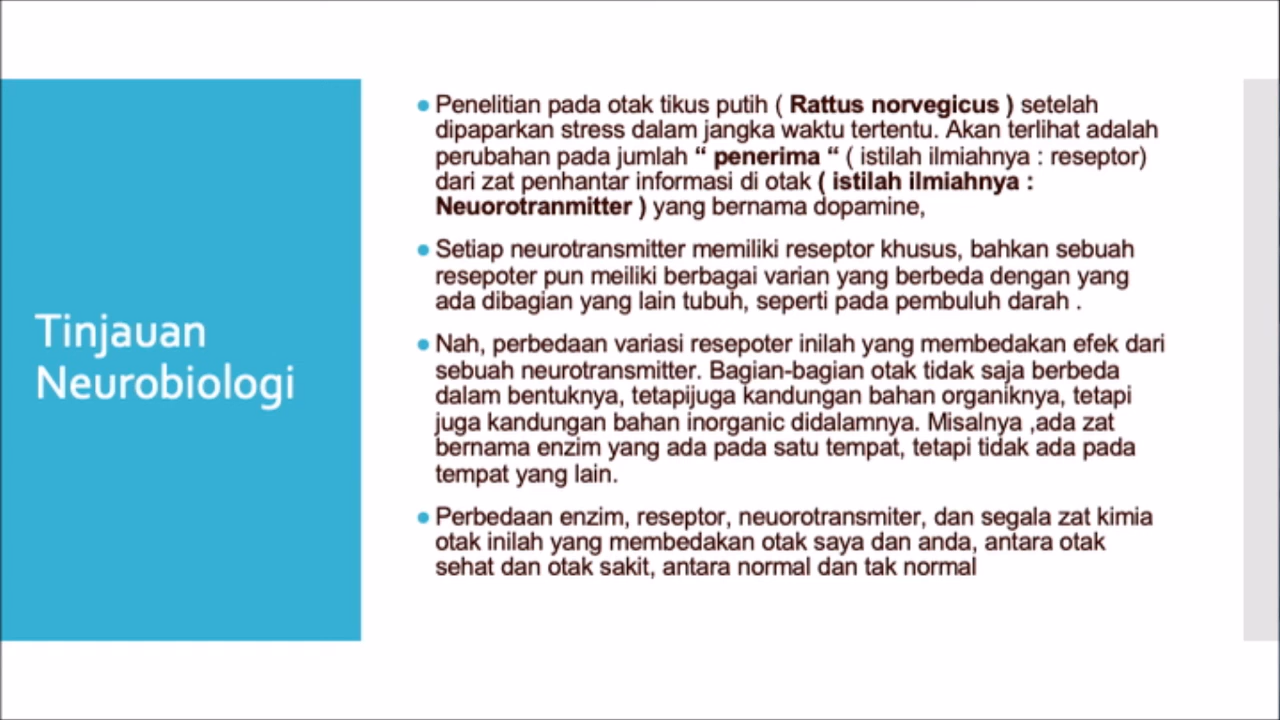 Tinjauan
Neurobiologi
● Penelitian pada otak tikus putih ( Rattus norvegicus ) setelah
dipaparkan stress dalam jangka waktu tertentu. Akan terlihat adalah
perubahan pada jumlah “ penerima “ ( istilah ilmiahnya : reseptor)
dari zat penhantar informasi di otak ( istilah ilmiahnya :
Neuorotranmitter ) yang bernama dopamine,
● Setiap neurotransmitter memiliki reseptor khusus, bahkan sebuah
resepoter pun meiliki berbagai varian yang berbeda dengan yang
ada dibagian yang lain tubuh, seperti pada pembuluh darah .
● Nah, perbedaan variasi resepoter inilah yang membedakan efek dari
sebuah neurotransmitter. Bagian-bagian otak tidak saja berbeda
dalam bentuknya, tetapijuga kandungan bahan organiknya, tetapi
juga kandungan bahan inorganic didalamnya. Misalnya ,ada zat
bernama enzim yang ada pada satu tempat, tetapi tidak ada pada
tempat yang lain.
● Perbedaan enzim, reseptor, neuorotransmiter, dan segala zat kimia
otak inilah yang membedakan otak saya dan anda, antara otak
sehat dan otak sakit, antara normal dan tak normal